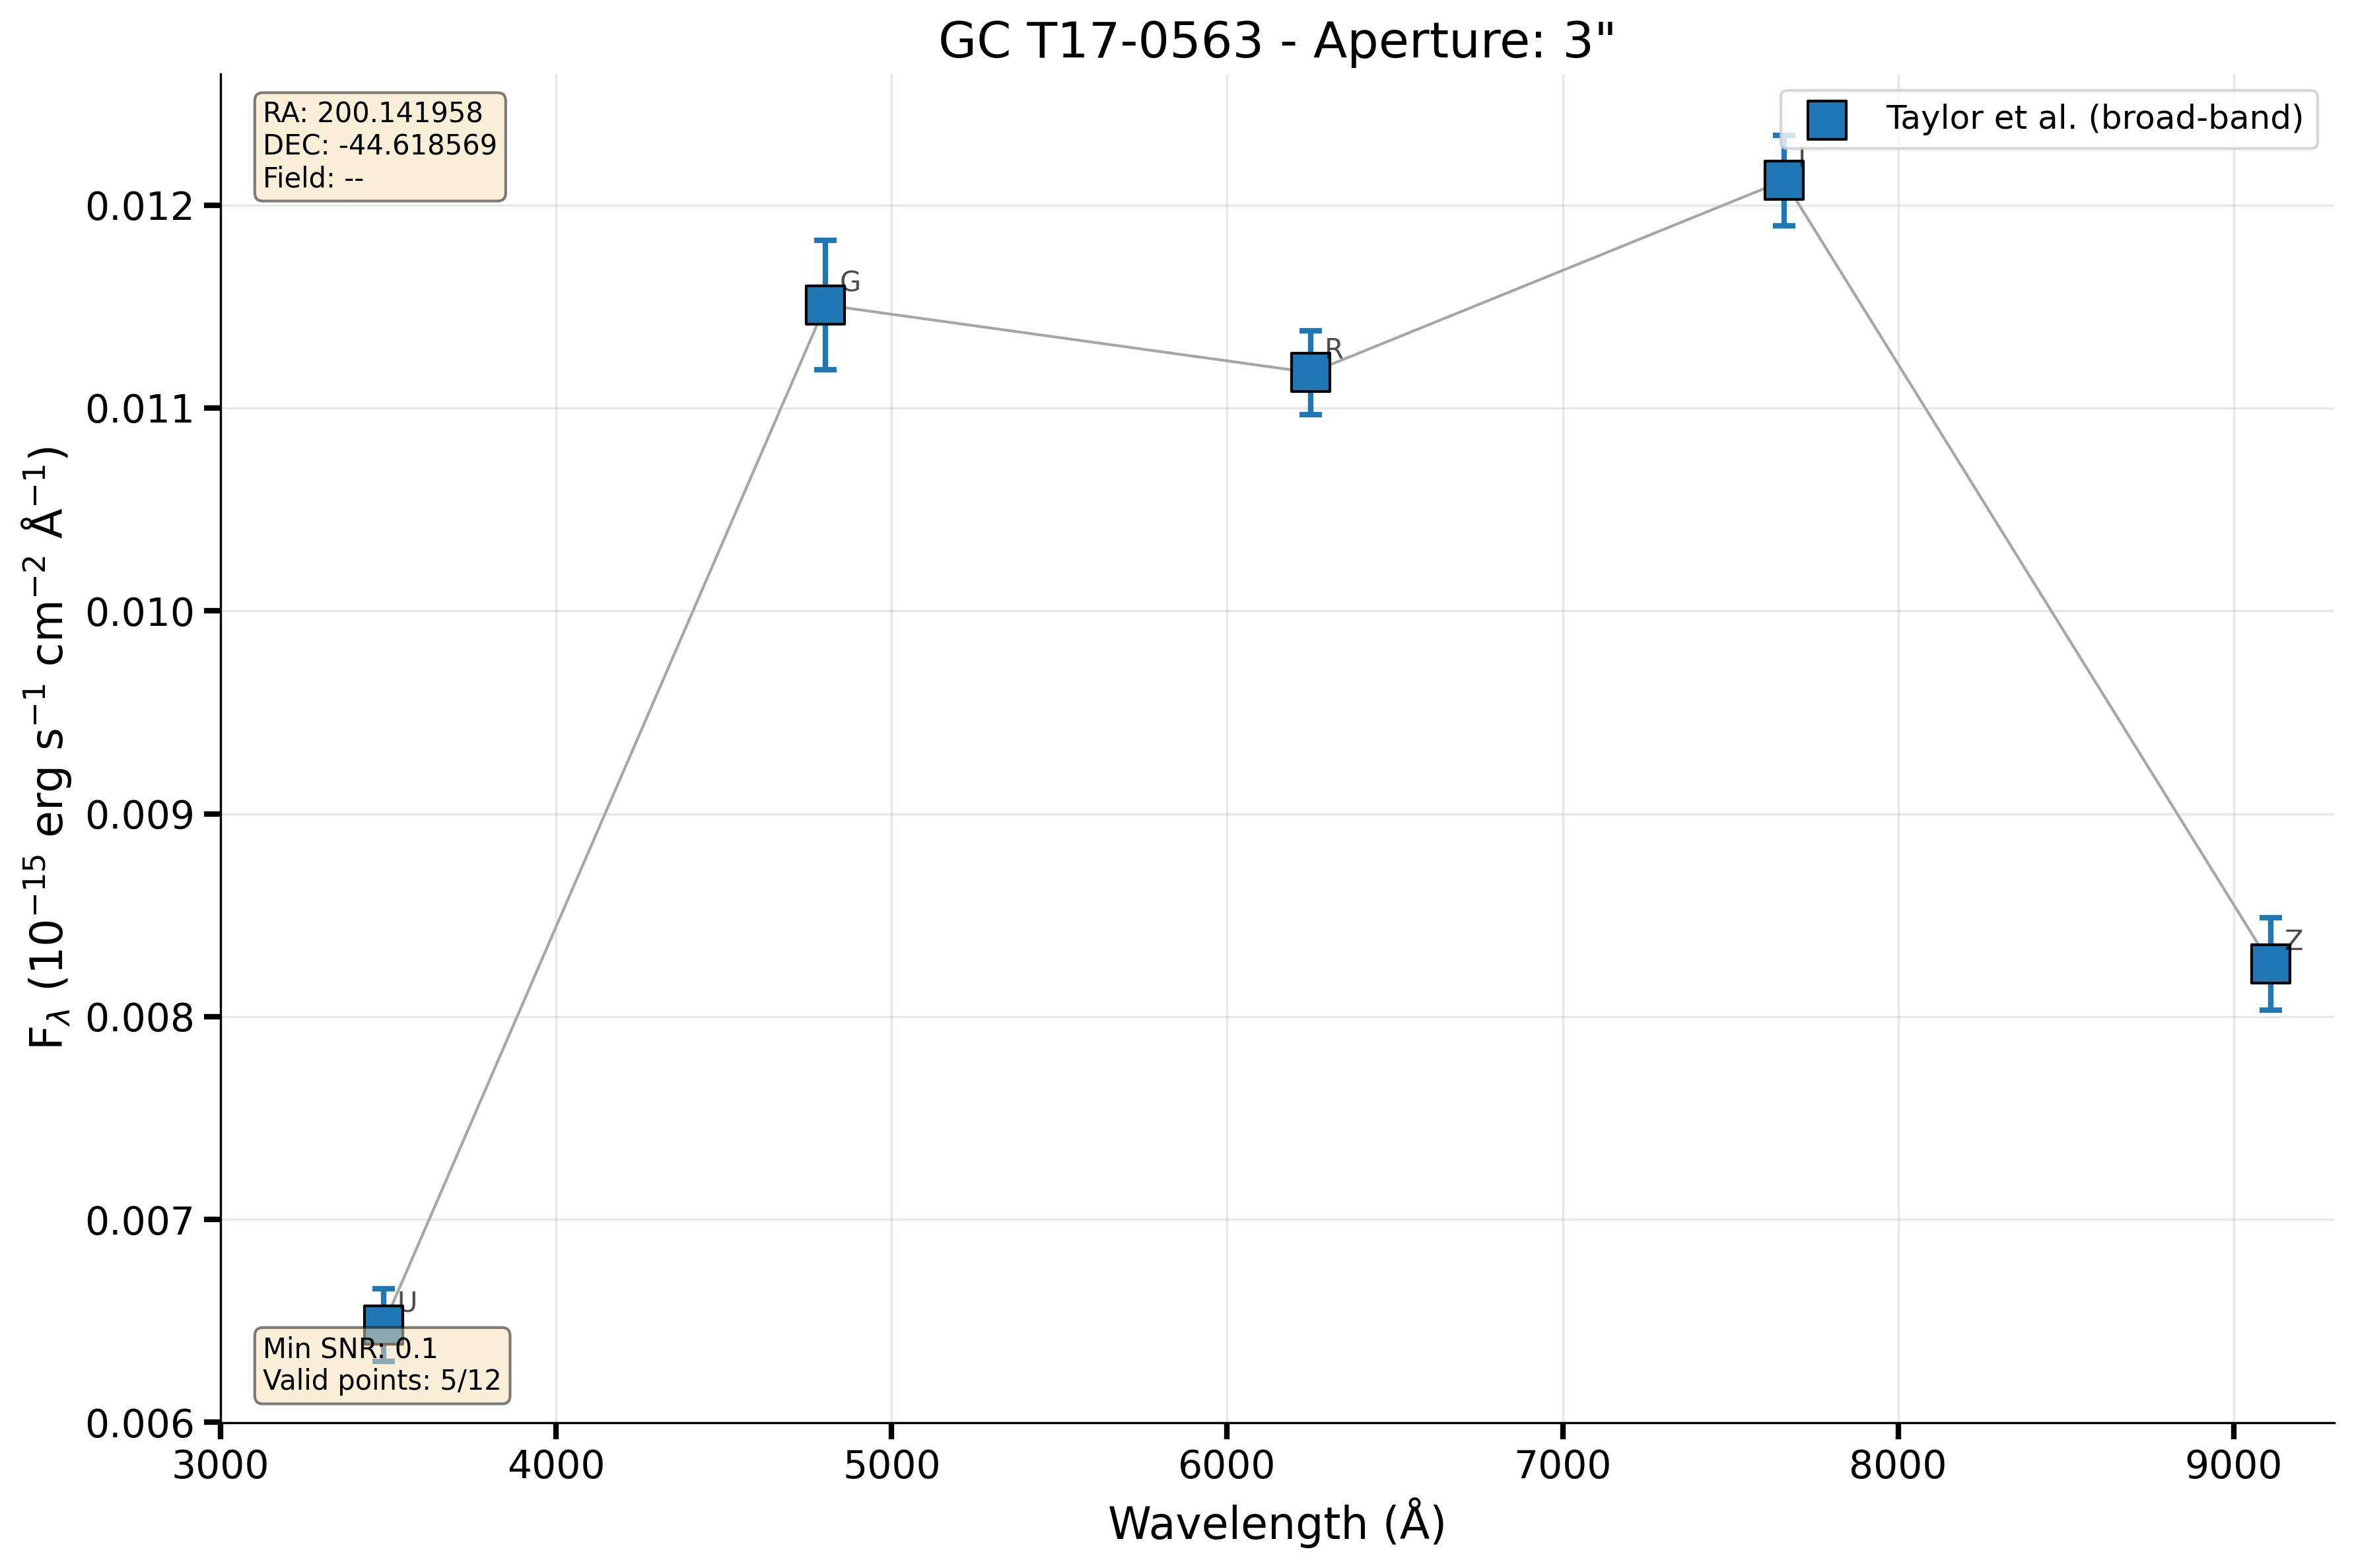 GC T17-0563 - Aperture: 3"
RA: 200.141958
DEC: -44.618569
Field: --
Taylor et al. (broad-band)
I
G
R
Z
U
Min SNR: 0.1
Valid points: 5/12
0.012
0.011
0.010
0.009
0.008
0.007
0.006
F_λ (10⁻¹⁵ erg s⁻¹ cm⁻² Å⁻¹)
3000 4000 5000 6000 7000 8000 9000
Wavelength (Å)